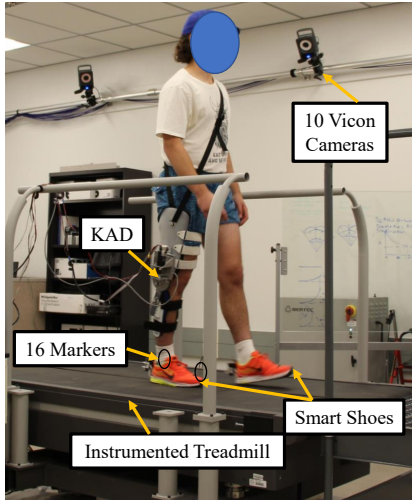 10 Vicon
Cameras
KAD
16 Markers
Smart Shoes
Instrumented Treadmill